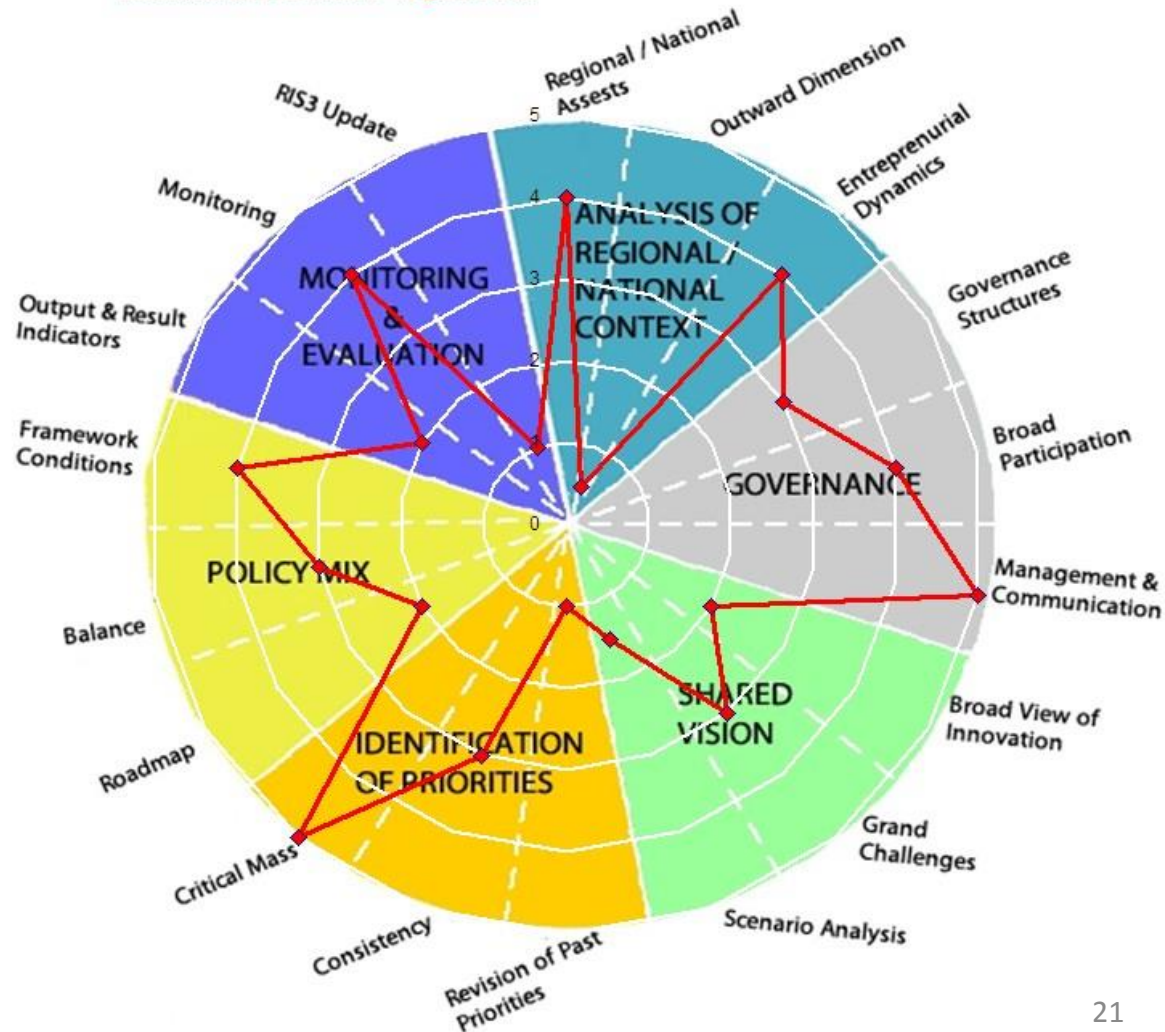 Regional / National
Assests
Outward Dimension
Entreprenurial
Dynamics
Governance
Structures
Broad
Participation
Management &
Communication
Broad View of
Innovation
Grand
Challenges
Scenario Analysis
Revision of Past
Priorities
Consistency
Critical Mass
Roadmap
Balance
Framework
Conditions
Output & Result
Indicators
Monitoring
RIS3 Update
5
4
3
2
1
0
ANALYSIS OF
REGIONAL /
NATIONAL
CONTEXT
GOVERNANCE
SHARED
VISION
IDENTIFICATION
OF PRIORITIES
POLICY MIX
MONITORING
&
EVALUATION
21